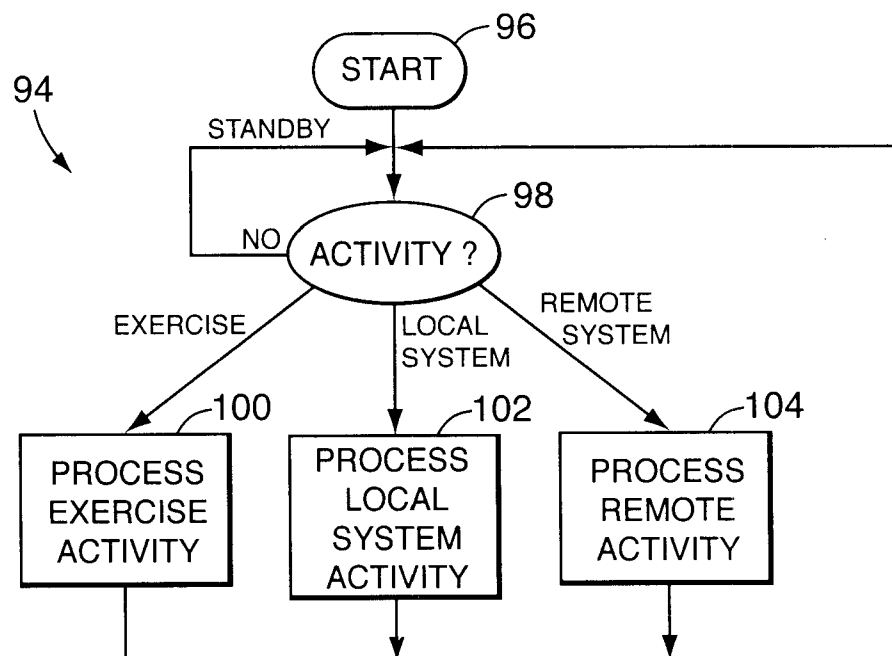 96
START
94
STANDBY
98
NO
ACTIVITY ?
EXERCISE
LOCAL
SYSTEM
REMOTE
SYSTEM
100
102
104
PROCESS
EXERCISE
ACTIVITY
PROCESS
LOCAL
SYSTEM
ACTIVITY
PROCESS
REMOTE
ACTIVITY